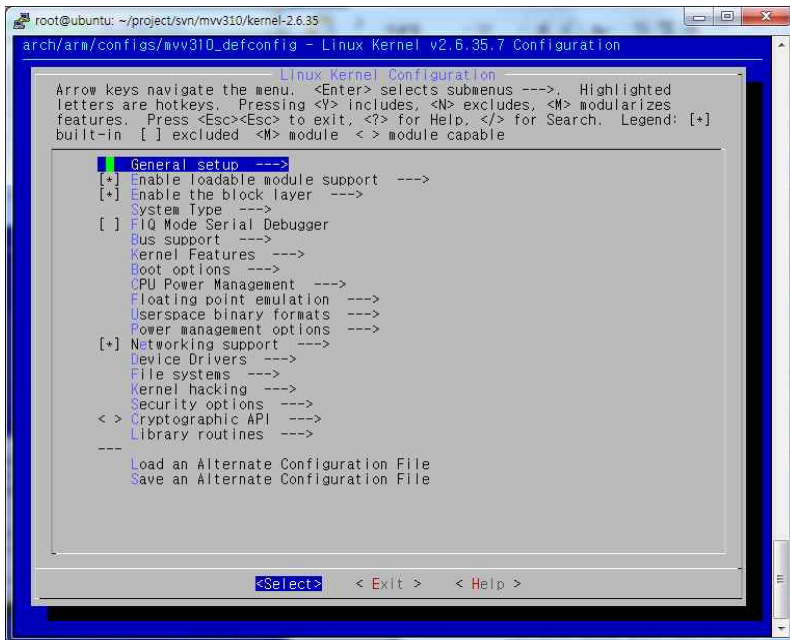 root@ubuntu: ~/project/svn/mvv310/kernel-2.6.35
arch/arm/configs/mvv310_defconfig - Linux Kernel v2.6.35.7 Configuration
Linux Kernel Configuration
Arrow keys navigate the menu.  <Enter> selects submenus --->.  Highlighted
letters are hotkeys.  Pressing <Y> includes, <N> excludes, <M> modularizes
features.  Press <Esc><Esc> to exit, <?> for Help, </> for Search.  Legend: [*]
built-in  [ ] excluded  <M> module  < > module capable
General setup  --->
[*] Enable loadable module support  --->
[*] Enable the block layer  --->
System Type  --->
[ ] FIQ Mode Serial Debugger
Bus support  --->
Kernel Features  --->
Boot options  --->
CPU Power Management  --->
Floating point emulation  --->
Userspace binary formats  --->
Power management options  --->
[*] Networking support  --->
Device Drivers  --->
File systems  --->
Kernel hacking  --->
Security options  --->
< > Cryptographic API  --->
Library routines  --->
---
Load an Alternate Configuration File
Save an Alternate Configuration File
<Select>    < Exit >    < Help >